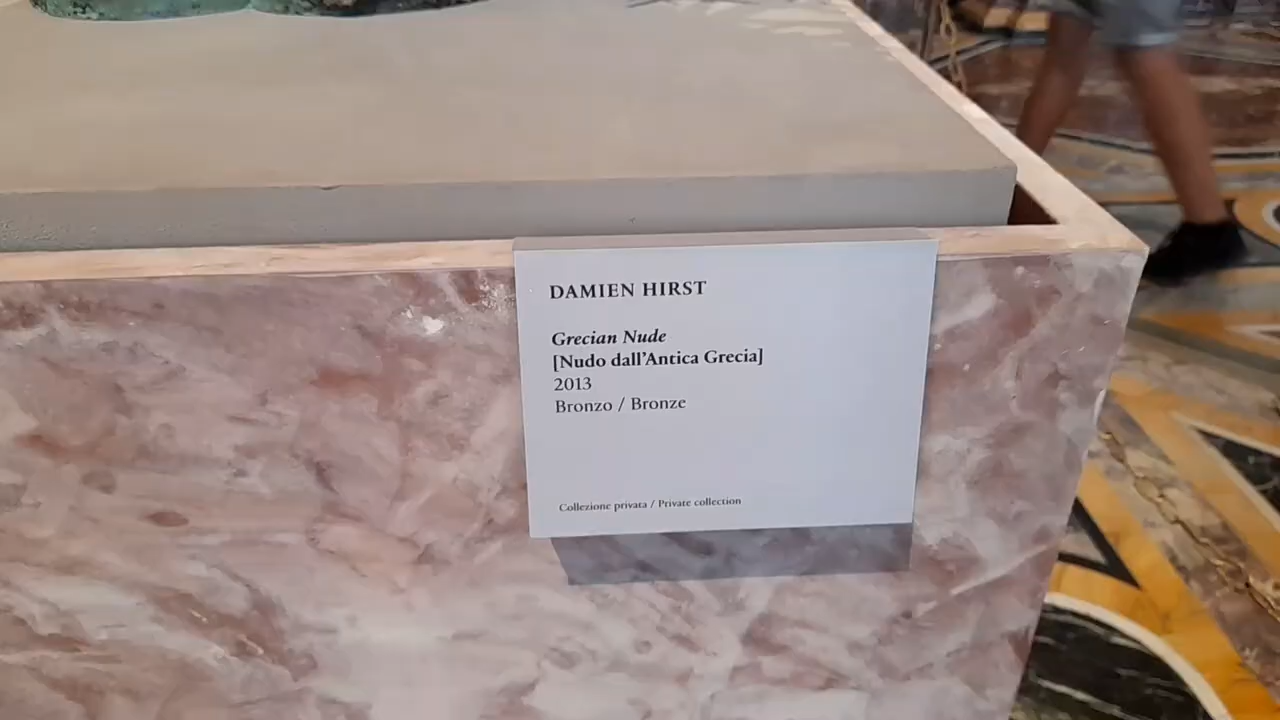 DAMIEN HIRST
Grecian Nude
[Nudo dall'Antica Grecia]
2013
Bronzo / Bronze
Collezione privata / Private collection